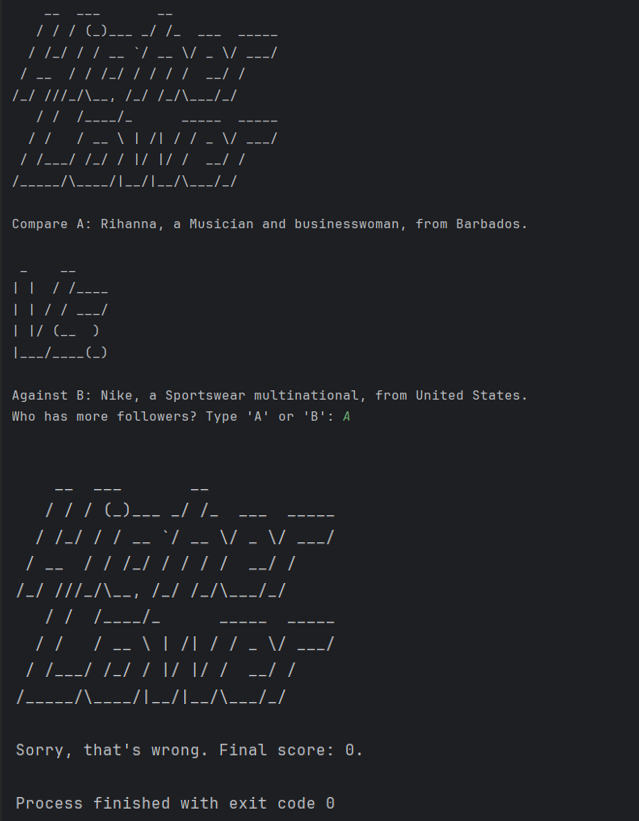 __  ___       __
   / / / (_)___ _/ /_  ___  _____
  / /_/ / / __ `/ __ \/ _ \/ ___/
 / __  / / /_/ / / / /  __/ /
/_/ ///_/\__, /_/ /_/\___/_/
   / /  /____/_      _____  _____
  / /   / __ \ | /| / / _ \/ ___/
 / /___/ /_/ / |/ |/ /  __/ /
/_____/\____/|__/|__/\___/_/

Compare A: Rihanna, a Musician and businesswoman, from Barbados.

 _    __
| |  / /____
| | / / ___/
| |/ (__  )
|___/____(_)

Against B: Nike, a Sportswear multinational, from United States.
Who has more followers? Type 'A' or 'B': A

    __  ___       __
   / / / (_)___ _/ /_  ___  _____
  / /_/ / / __ `/ __ \/ _ \/ ___/
 / __  / / /_/ / / / /  __/ /
/_/ ///_/\__, /_/ /_/\___/_/
   / /  /____/_      _____  _____
  / /   / __ \ | /| / / _ \/ ___/
 / /___/ /_/ / |/ |/ /  __/ /
/_____/\____/|__/|__/\___/_/

Sorry, that's wrong. Final score: 0.

Process finished with exit code 0